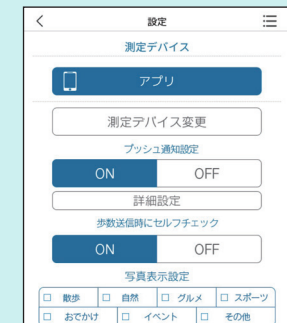 設定
測定デバイス
アプリ
測定デバイス変更
プッシュ通知設定
ON OFF
詳細設定
歩数送信時にセルフチェック
ON OFF
写真表示設定
散歩 自然 グルメ スポーツ
おでかけ イベント その他